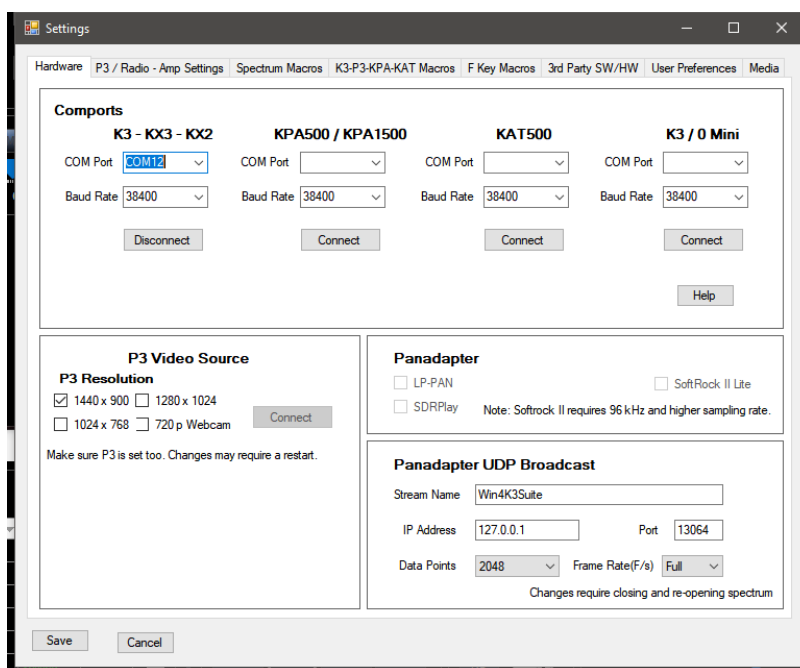 Settings
Hardware P3 / Radio - Amp Settings Spectrum Macros K3-P3-KPA-KAT Macros F Key Macros 3rd Party SW/HW User Preferences Media
Comports
K3 - KX3 - KX2 KPA500 / KPA1500 KAT500 K3 / 0 Mini
COM Port COM12 COM Port COM Port COM Port
Baud Rate 38400 Baud Rate 38400 Baud Rate 38400 Baud Rate 38400
Disconnect Connect Connect Connect
Help
P3 Video Source
P3 Resolution
1440 x 900 1280 x 1024
1024 x 768 720 p Webcam
Connect
Make sure P3 is set too. Changes may require a restart.
Panadapter
LP-PAN SoftRock II Lite
SDRPlay Note: Softrock II requires 96 kHz and higher sampling rate.
Panadapter UDP Broadcast
Stream Name Win4K3Suite
IP Address 127.0.0.1 Port 13064
Data Points 2048 Frame Rate(F/s) Full
Changes require closing and re-opening spectrum
Save Cancel